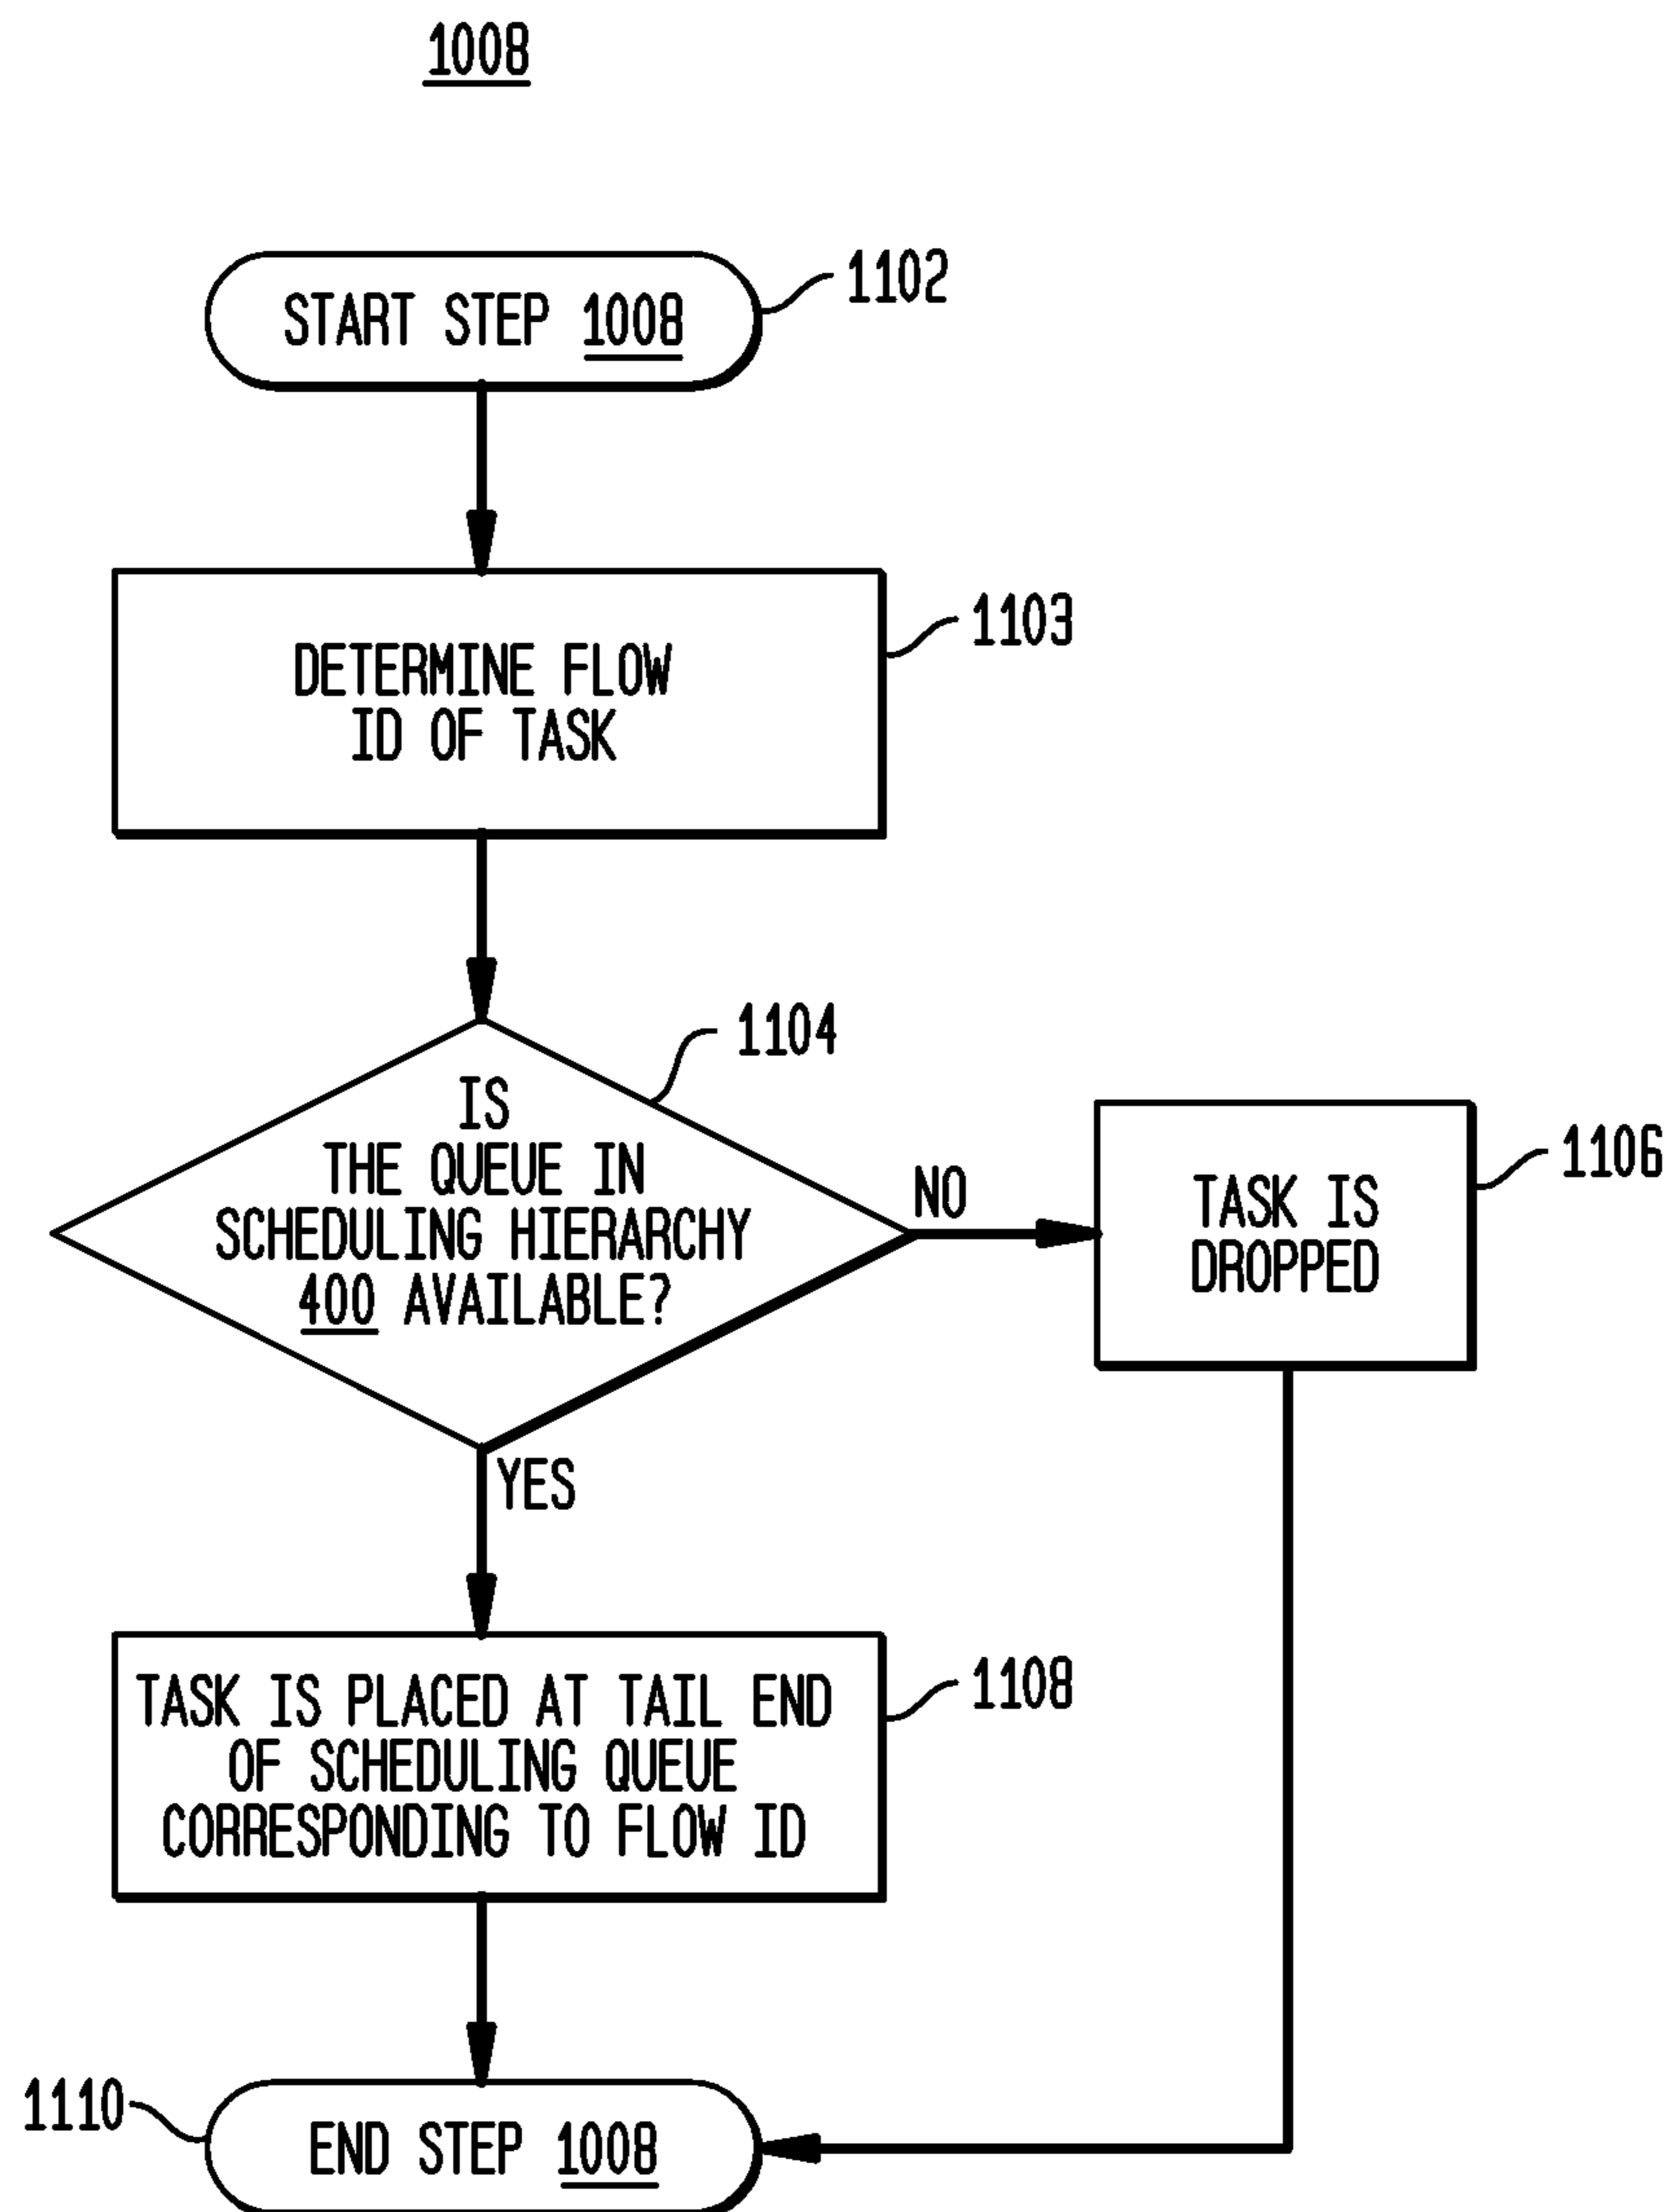 1008
START STEP 1008
1102
DETERMINE FLOW
ID OF TASK
1103
IS
THE QUEUE IN
SCHEDULING HIERARCHY
400 AVAILABLE?
1104
NO
TASK IS
DROPPED
1106
YES
TASK IS PLACED AT TAIL END
OF SCHEDULING QUEUE
CORRESPONDING TO FLOW ID
1108
1110
END STEP 1008